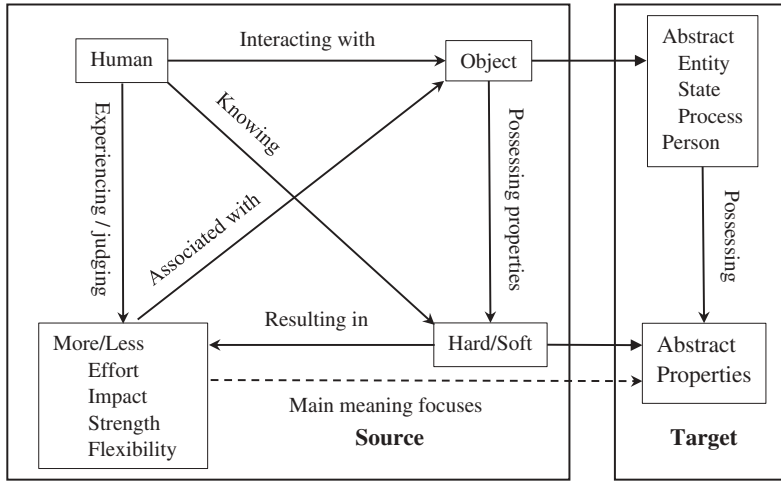 Human
Interacting with
Object
Abstract
Entity
State
Process
Person
Experiencing / judging
Knowing
Associated with
Possessing properties
Possessing
More/Less
Effort
Impact
Strength
Flexibility
Resulting in
Hard/Soft
Abstract
Properties
Main meaning focuses
Source
Target